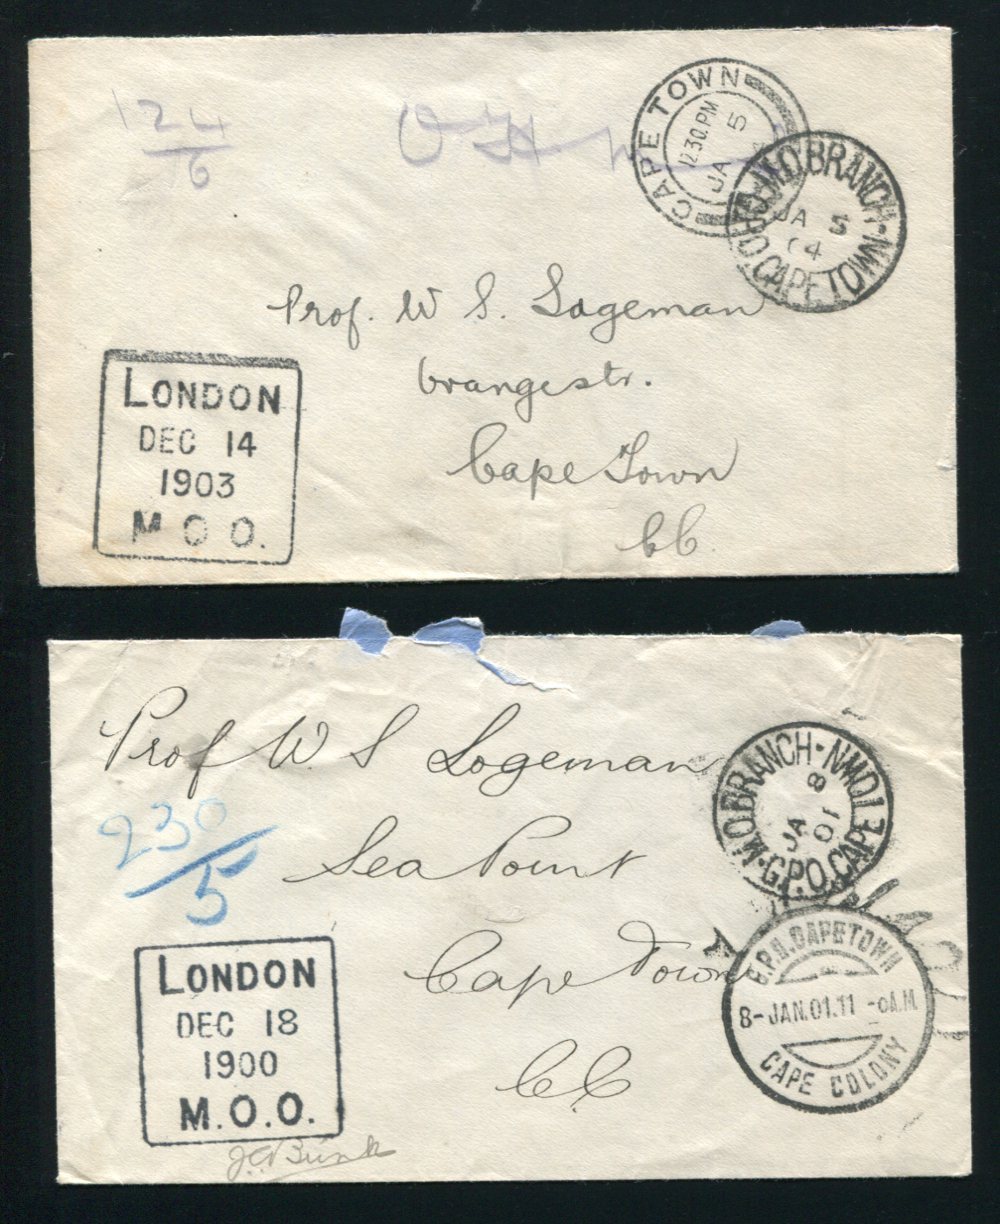 124
16
CAPE TOWN
12.30.PM
JA 5
M.O. BRANCH
JA 5
04
G.P.O. CAPETOWN
Prof. W S. Logeman
Orangestr.
Cape Town
CC.
LONDON
DEC 14
1903
M.O.O.
Prof W. S Logeman
Sea Point
Cape Town
CC
230
5
M.O. BRANCH - G.P.O. CAPE TOWN
JA 8
01
G.P.O. CAPETOWN
8-JAN.01.11-0A.M.
CAPE COLONY
LONDON
DEC 18
1900
M.O.O.